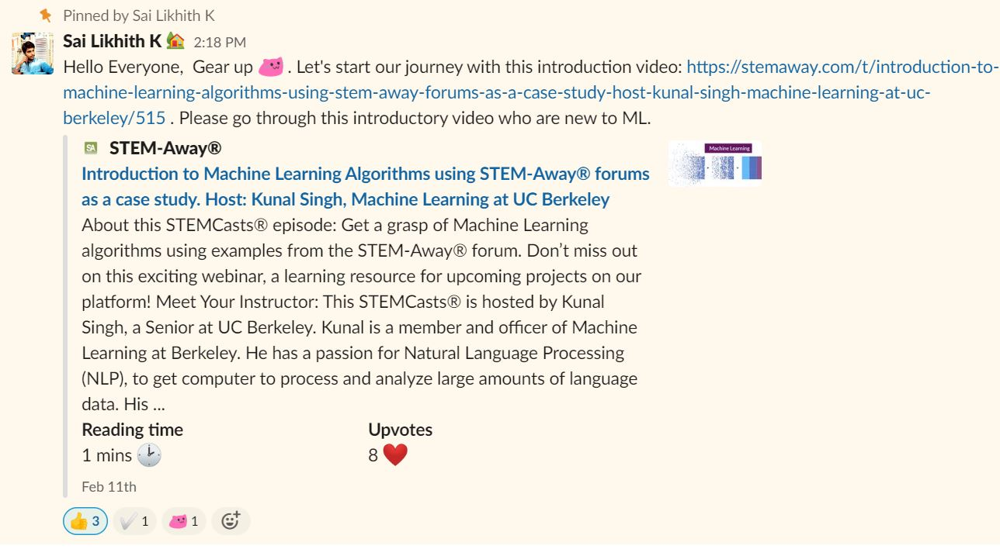 Pinned by Sai Likhith K
Sai Likhith K 2:18 PM
Hello Everyone,  Gear up . Let's start our journey with this introduction video: https://stemaway.com/t/introduction-to-
machine-learning-algorithms-using-stem-away-forums-as-a-case-study-host-kunal-singh-machine-learning-at-uc-
berkeley/515 . Please go through this introductory video who are new to ML.
SA STEM-Away®
Machine Learning
Introduction to Machine Learning Algorithms using STEM-Away® forums
as a case study. Host: Kunal Singh, Machine Learning at UC Berkeley
About this STEMCasts® episode: Get a grasp of Machine Learning
algorithms using examples from the STEM-Away® forum. Don’t miss out
on this exciting webinar, a learning resource for upcoming projects on our
platform! Meet Your Instructor: This STEMCasts® is hosted by Kunal
Singh, a Senior at UC Berkeley. Kunal is a member and officer of Machine
Learning at Berkeley. He has a passion for Natural Language Processing
(NLP), to get computer to process and analyze large amounts of language
data. His ...
Reading time Upvotes
1 mins 8
Feb 11th
3 1 1